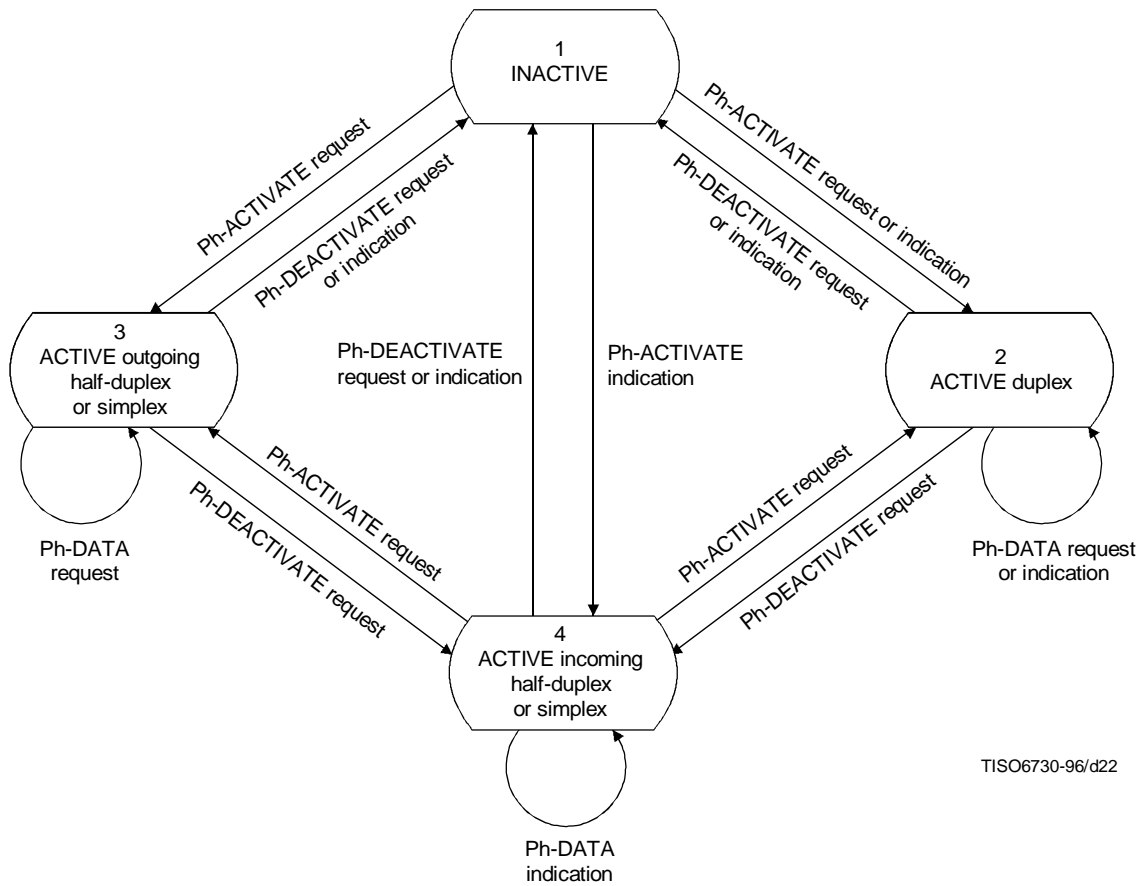 1
INACTIVE
Ph-ACTIVATE request
Ph-DEACTIVATE request
or indication
Ph-ACTIVATE request or indication
Ph-DEACTIVATE request
or indication
3
ACTIVE outgoing
half-duplex
or simplex
Ph-DEACTIVATE
request or indication
Ph-ACTIVATE
indication
2
ACTIVE duplex
Ph-DATA
request
Ph-ACTIVATE request
Ph-DEACTIVATE request
Ph-ACTIVATE request
Ph-DEACTIVATE request
Ph-DATA request
or indication
4
ACTIVE incoming
half-duplex
or simplex
Ph-DATA
indication
TISO6730-96/d22